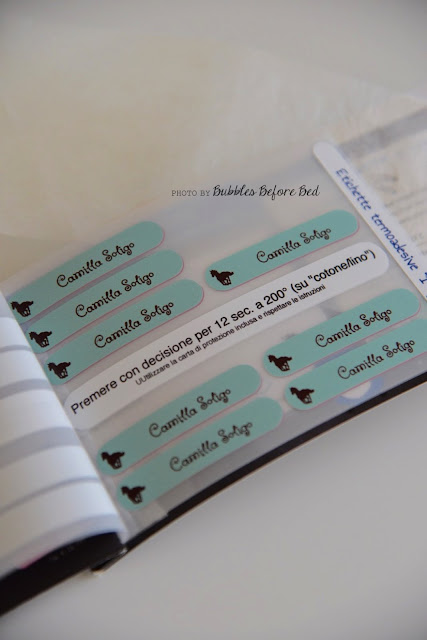 PHOTO BY Bubbles Before Bed
Etichette termoadesive
Camilla Soligo
Camilla Soligo
Camilla Soligo
Camilla Soligo
Premere con decisione per 12 sec. a 200° (su "cotone/lino")
UUtilizzare la carta di protezione inclusa e rispettare le istruzioni
Camilla Soligo
Camilla Soligo
Camilla Soligo
Camilla Soligo